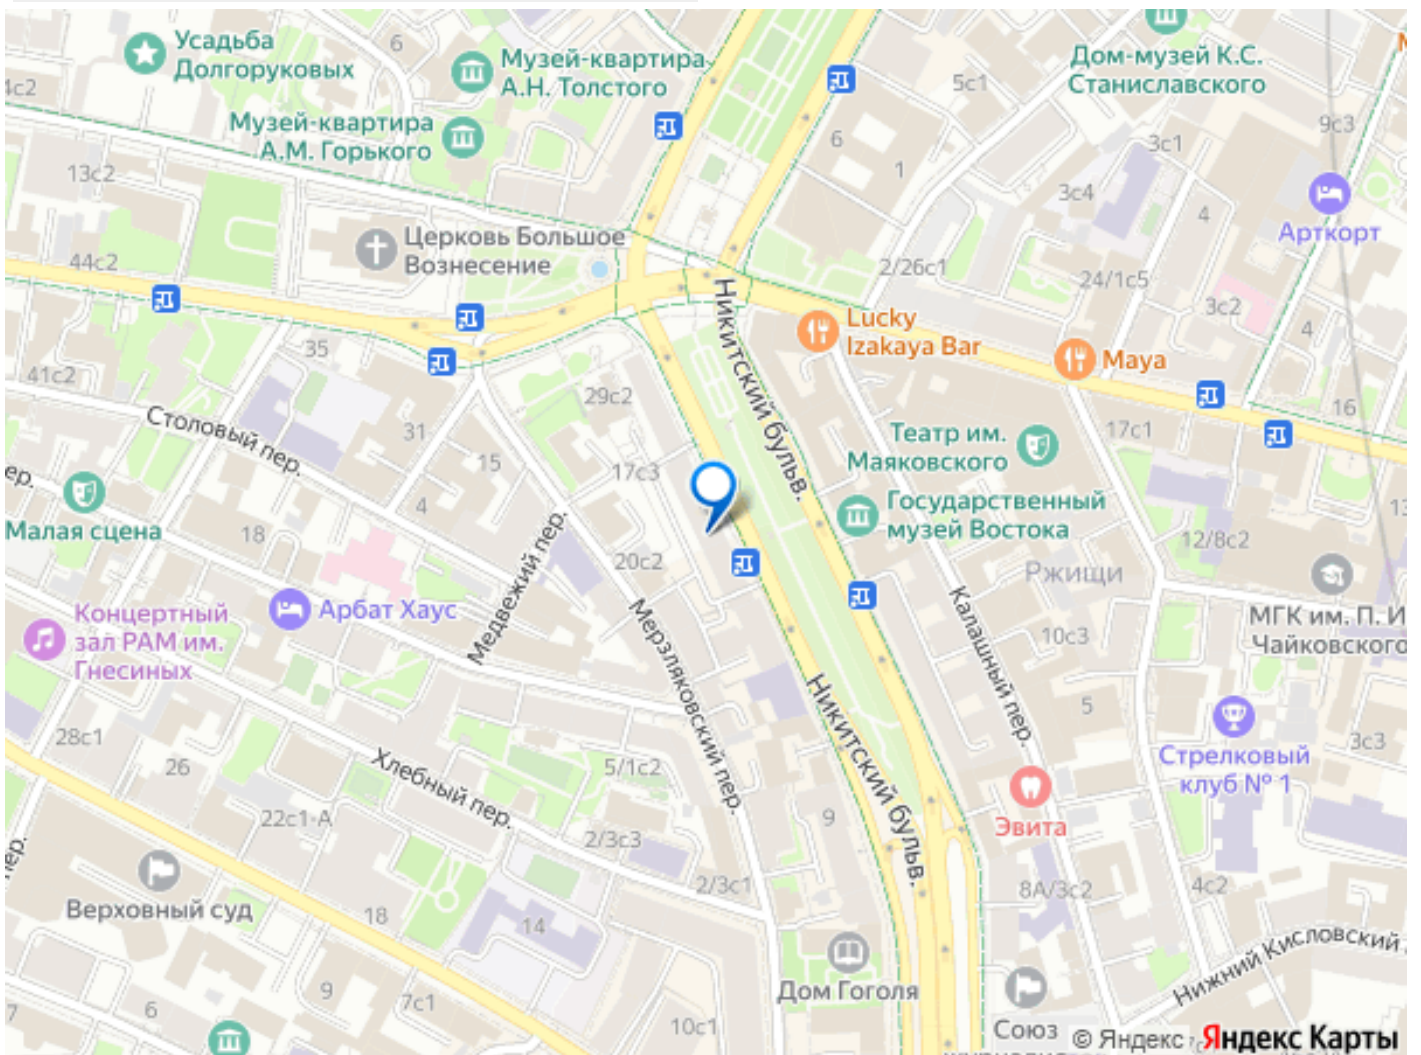 Усадьба
Долгоруковых
6
Музей-квартира
А.Н. Толстого
Дом-музей К.С.
Станиславского
5с1
4с2
9с3
Музей-квартира
А.М. Горького
6
1
3с1
13с2
3с4
4
Арткорт
Церковь Большое
Вознесение
44с2
2/26с1
24/1с5
3с2
4
Никитский бульв.
Lucky
Izakaya Bar
Maya
35
41с2
29с2
16
Столовый пер.
31
Театр им.
Маяковского
17с1
15
17с3
ер.
4
Государственный
музей Востока
13
Малая сцена
18
Медвежий пер.
20с2
12/8с2
Ржищи
Арбат Хаус
Концертный
зал РАМ им.
Гнесиных
Мерзляковский пер.
Калашный пер.
10с3
МГК им. П. И
Чайковского
Никитский бульв.
5
28с1
26
Хлебный пер.
5/1с2
Стрелковый
клуб № 1
3с3
22с1-А
9
Эвита
2/3с3
ер.
2/3с1
8А/3с2
4с2
Верховный суд
18
14
Нижний Кисловский
Дом Гоголя
9
7с1
7
6
10с1
Союз
© Яндекс
Яндекс Карты